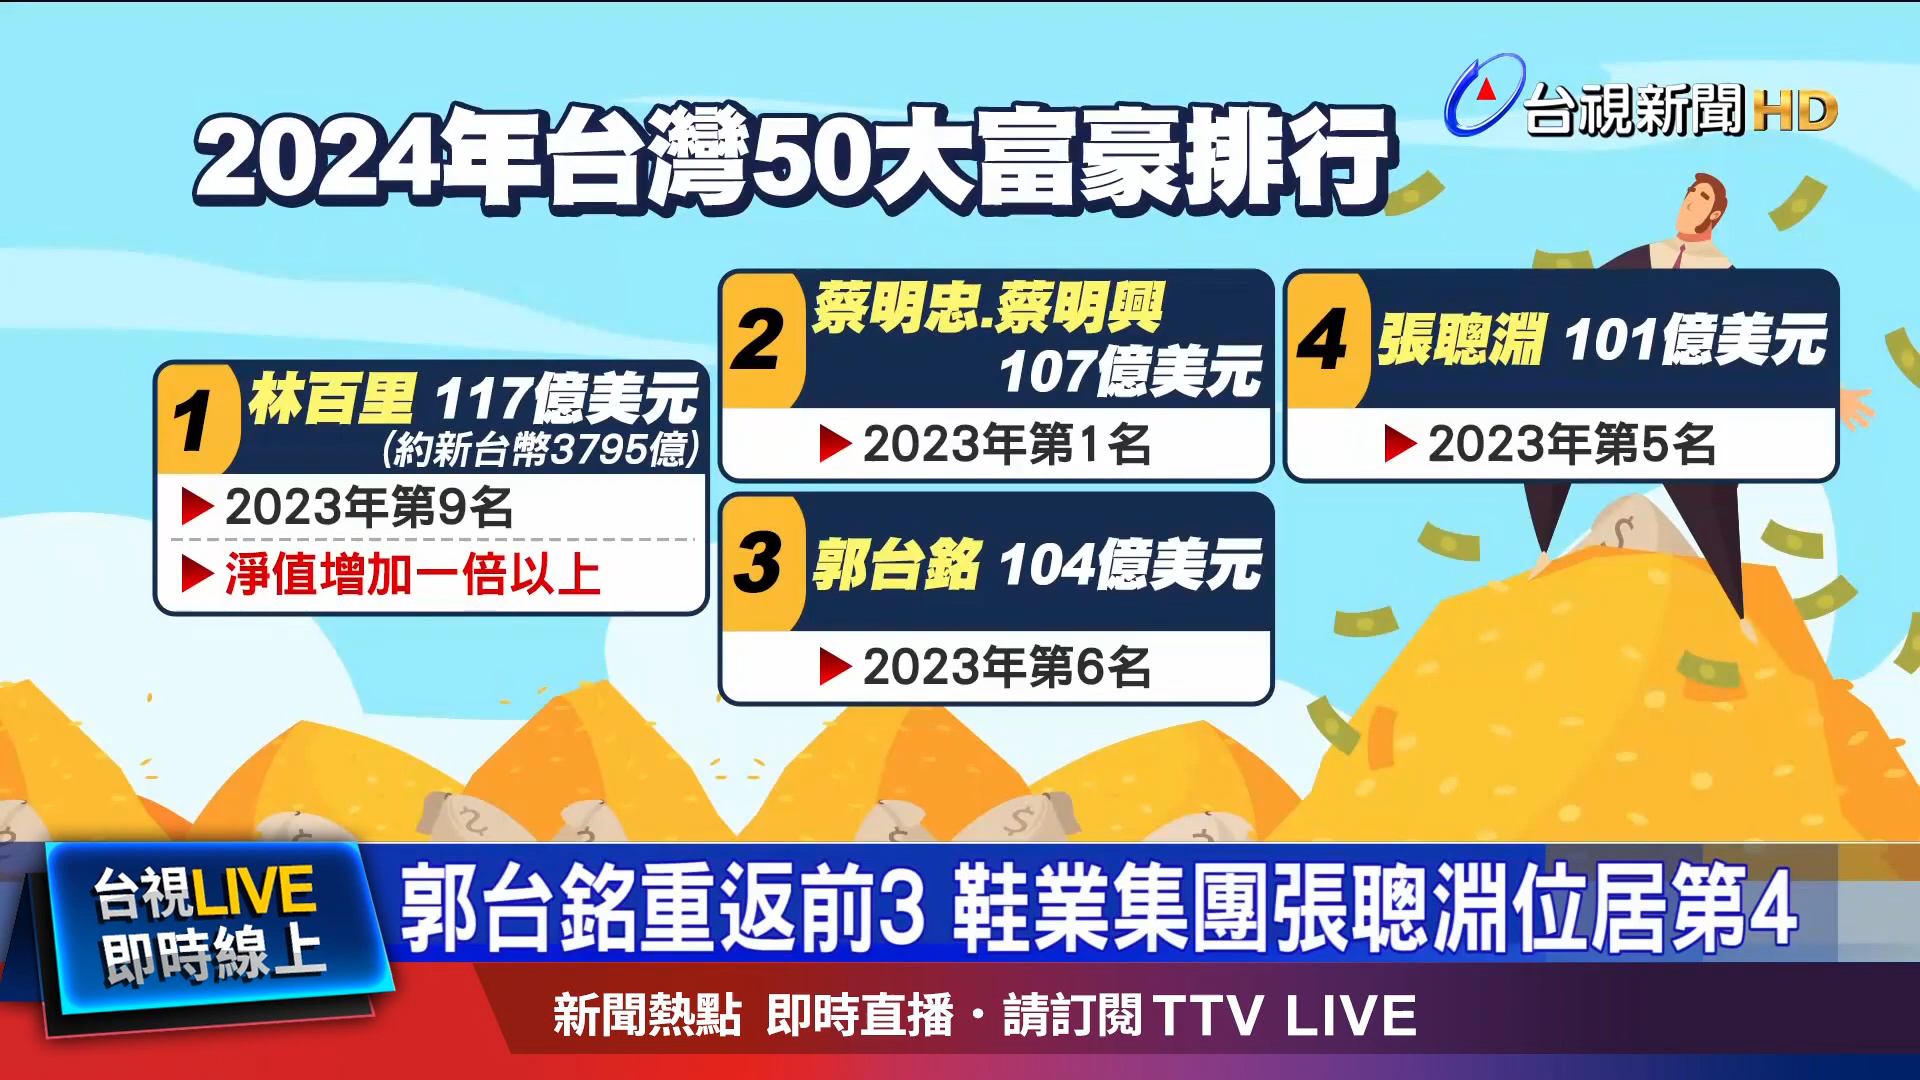 台視新聞HD
2024年台灣50大富豪排行
1 林百里 117億美元
(約新台幣3795億)
2023年第9名
淨值增加一倍以上
2 蔡明忠.蔡明興
107億美元
2023年第1名
3 郭台銘 104億美元
2023年第6名
4 張聰淵 101億美元
2023年第5名
台視LIVE
即時線上
郭台銘重返前3 鞋業集團張聰淵位居第4
新聞熱點 即時直播·請訂閱TTV LIVE